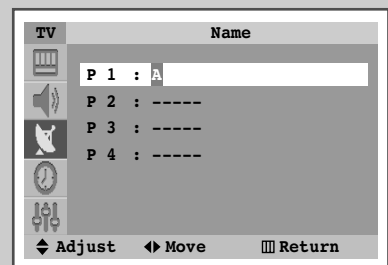 TV Name
P 1 : A
P 2 : -----
P 3 : -----
P 4 : -----
Adjust Move Return